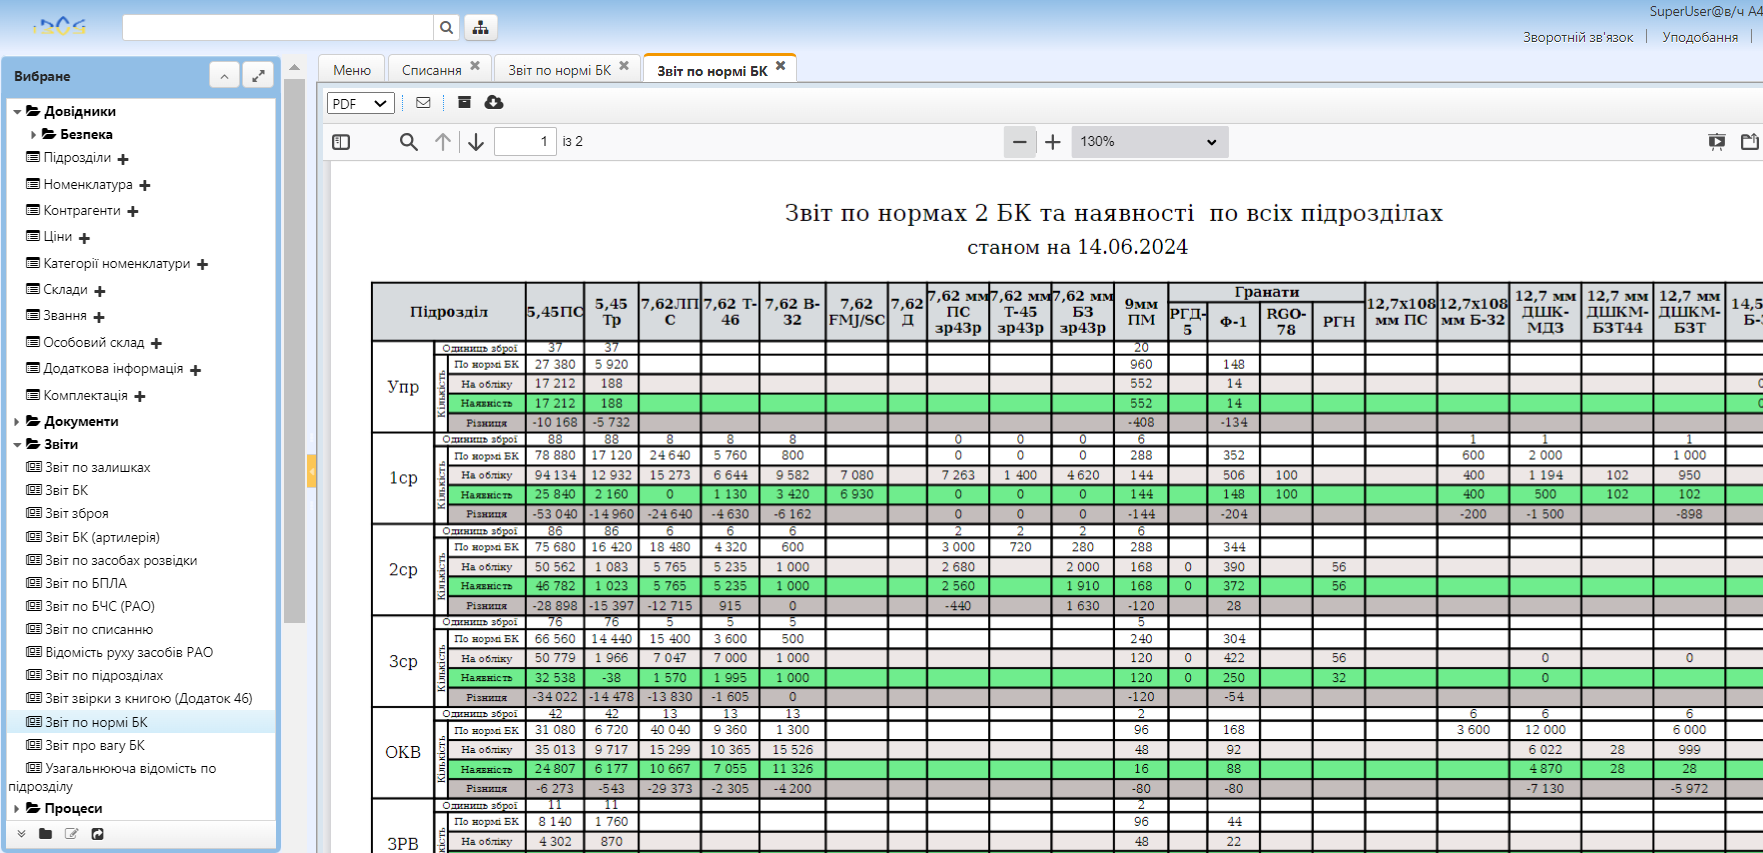 SuperUser@в/ч А4
Зворотній зв'язок | Уподобання |
Вибране
Довідники
Безпека
Підрозділи
Номенклатура
Контрагенти
Ціни
Категорії номенклатури
Склади
Звання
Особовий склад
Додаткова інформація
Комплектація
Документи
Звіти
Звіт по залишках
Звіт БК
Звіт зброя
Звіт БК (артилерія)
Звіт по засобах розвідки
Звіт по БПЛА
Звіт по БЧС (РАО)
Звіт по списанню
Відомість руху засобів РАО
Звіт по підрозділах
Звіт звірки з книгою (Додаток 46)
Звіт по нормі БК
Звіт про вагу БК
Узагальнююча відомість по
підрозділу
Процеси
Меню Списання Звіт по нормі БК Звіт по нормі БК
PDF
1 із 2 130%
Звіт по нормах 2 БК та наявності по всіх підрозділах
станом на 14.06.2024
Підрозділ 5,45ПС 5,45 Тр 7,62ЛПС 7,62 Т-46 7,62 В-32 7,62 FMJ/SC 7,62 Д 7,62 мм ПС зр43р 7,62 мм Т-45 зр43р 7,62 мм БЗ зр43р 9мм ПМ Гранати РГД-5 Ф-1 RGO-78 РГН 12,7х108 мм ПС 12,7х108 мм Б-32 12,7 мм ДШК-МДЗ 12,7 мм ДШКМ-БЗТ44 12,7 мм ДШКМ-БЗТ 14,5
Упр Кількість
Одиниць зброї 37 37 20
По нормі БК 27 380 5 920 960 148
На обліку 17 212 188 552 14 0
Наявність 17 212 188 552 14 0
Різниця -10 168 -5 732 -408 -134
1ср Кількість
Одиниць зброї 88 88 8 8 8 0 0 0 6 1 1 1
По нормі БК 78 880 17 120 24 640 5 760 800 0 0 0 288 352 600 2 000 1 000
На обліку 94 134 12 932 15 273 6 644 9 582 7 080 7 263 1 400 4 620 144 506 100 400 1 194 102 950
Наявність 25 840 2 160 0 1 130 3 420 6 930 0 0 0 144 148 100 400 500 102 102
Різниця -53 040 -14 960 -24 640 -4 630 -6 162 0 0 0 -144 -204 -200 -1 500 -898
2ср Кількість
Одиниць зброї 86 86 6 6 6 2 2 2 6
По нормі БК 75 680 16 420 18 480 4 320 600 3 000 720 280 288 344
На обліку 50 562 1 083 5 765 5 235 1 000 2 680 2 000 168 0 390 56
Наявність 46 782 1 023 5 765 5 235 1 000 2 560 1 910 168 0 372 56
Різниця -28 898 -15 397 -12 715 915 0 -440 1 630 -120 28
3ср Кількість
Одиниць зброї 76 76 5 5 5 5
По нормі БК 66 560 14 440 15 400 3 600 500 240 304
На обліку 50 779 1 966 7 047 7 000 1 000 120 0 422 56 0 0
Наявність 32 538 -38 1 570 1 995 1 000 120 0 250 32 0
Різниця -34 022 -14 478 -13 830 -1 605 0 -120 -54
ОКВ Кількість
Одиниць зброї 42 42 13 13 13 2 6 6 6
По нормі БК 31 080 6 720 40 040 9 360 1 300 96 168 3 600 12 000 6 000
На обліку 35 013 9 717 15 299 10 365 15 526 48 92 6 022 28 999
Наявність 24 807 6 177 10 667 7 055 11 326 16 88 4 870 28 28
Різниця -6 273 -543 -29 373 -2 305 -4 200 -80 -80 -7 130 -5 972
ЗРВ
Одиниць зброї 11 11 2
По нормі БК 8 140 1 760 96 44
На обліку 4 302 870 48 22